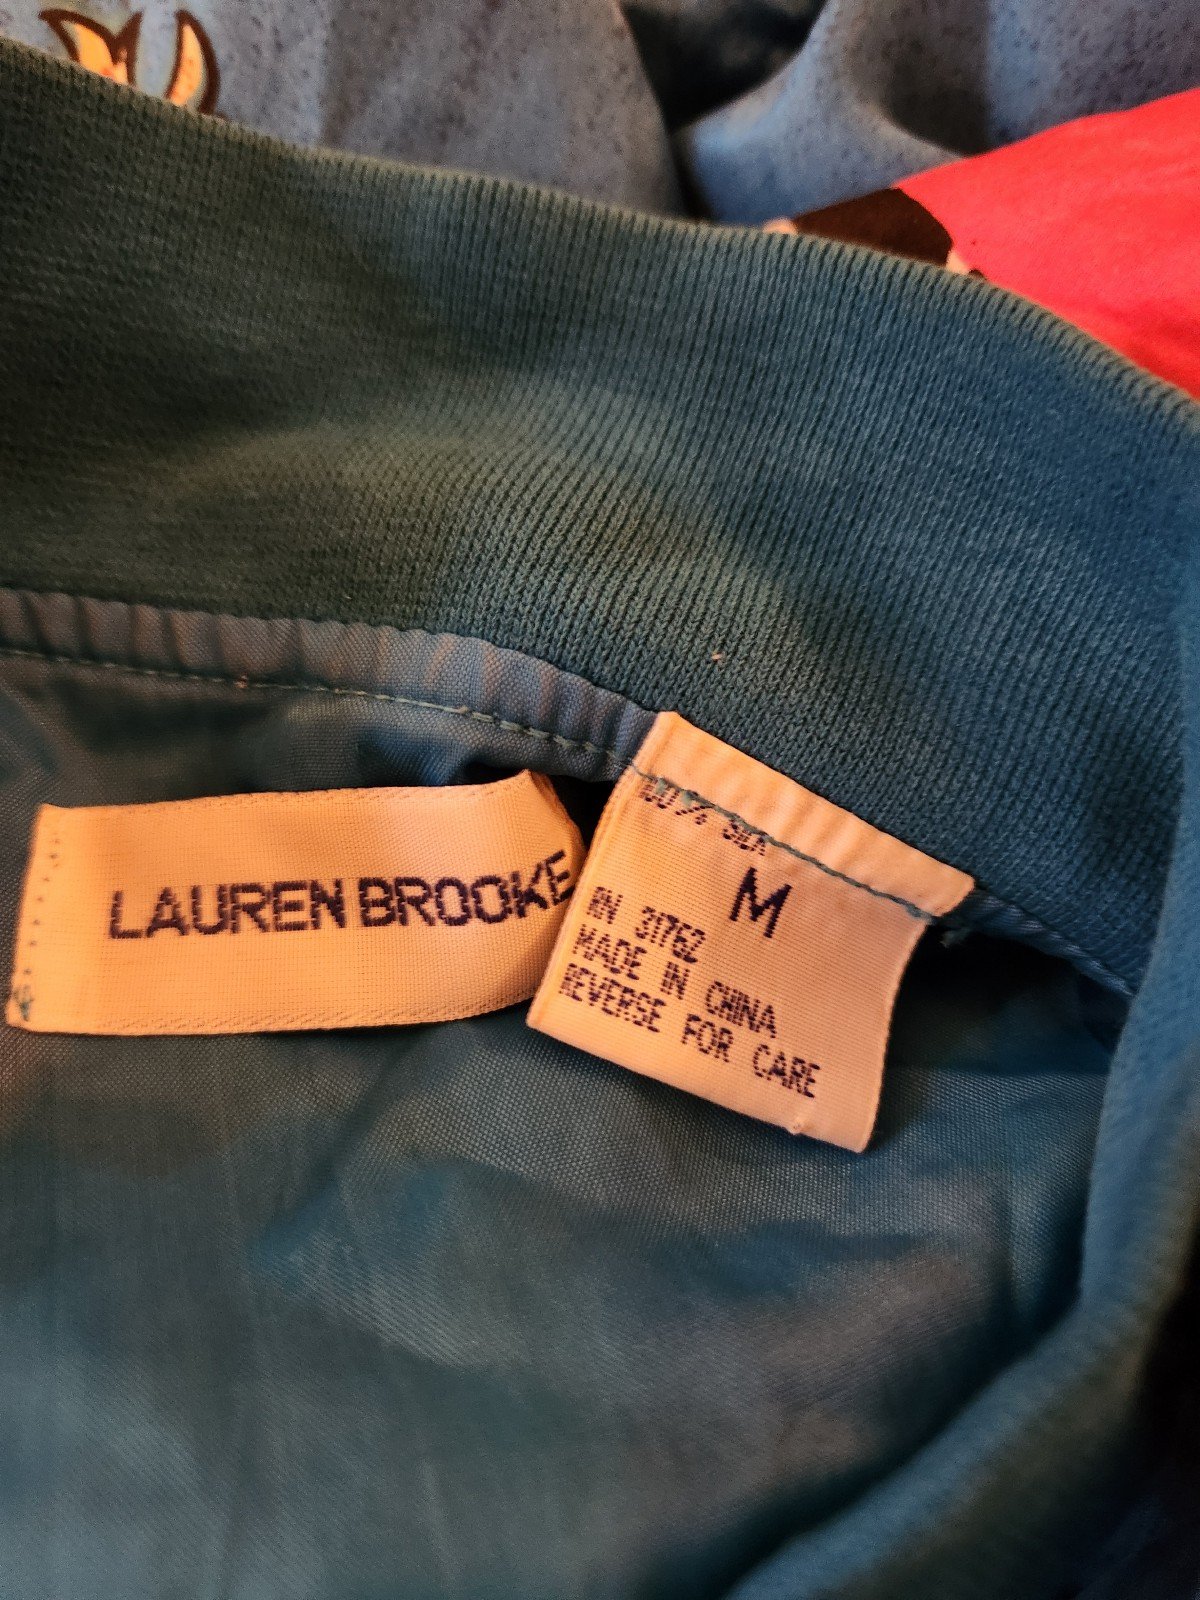 LAUREN BROOKE
100% SILK
M
RN 31762
MADE IN CHINA
REVERSE FOR CARE